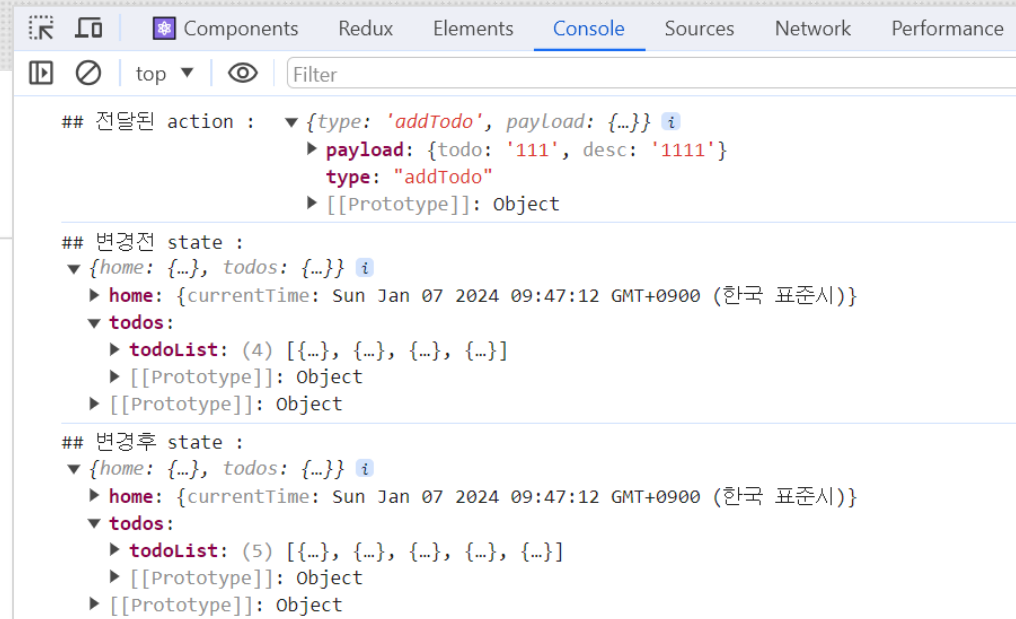 Components Redux Elements Console Sources Network Performance
top ▼ Filter
## 전달된 action : ▼ {type: 'addTodo', payload: {…}} i
▶ payload: {todo: '111', desc: '1111'}
type: "addTodo"
▶ [[Prototype]]: Object
## 변경전 state :
▼ {home: {…}, todos: {…}} i
▶ home: {currentTime: Sun Jan 07 2024 09:47:12 GMT+0900 (한국 표준시)}
▼ todos:
▶ todoList: (4) [{…}, {…}, {…}, {…}]
▶ [[Prototype]]: Object
▶ [[Prototype]]: Object
## 변경후 state :
▼ {home: {…}, todos: {…}} i
▶ home: {currentTime: Sun Jan 07 2024 09:47:12 GMT+0900 (한국 표준시)}
▼ todos:
▶ todoList: (5) [{…}, {…}, {…}, {…}, {…}]
▶ [[Prototype]]: Object
▶ [[Prototype]]: Object